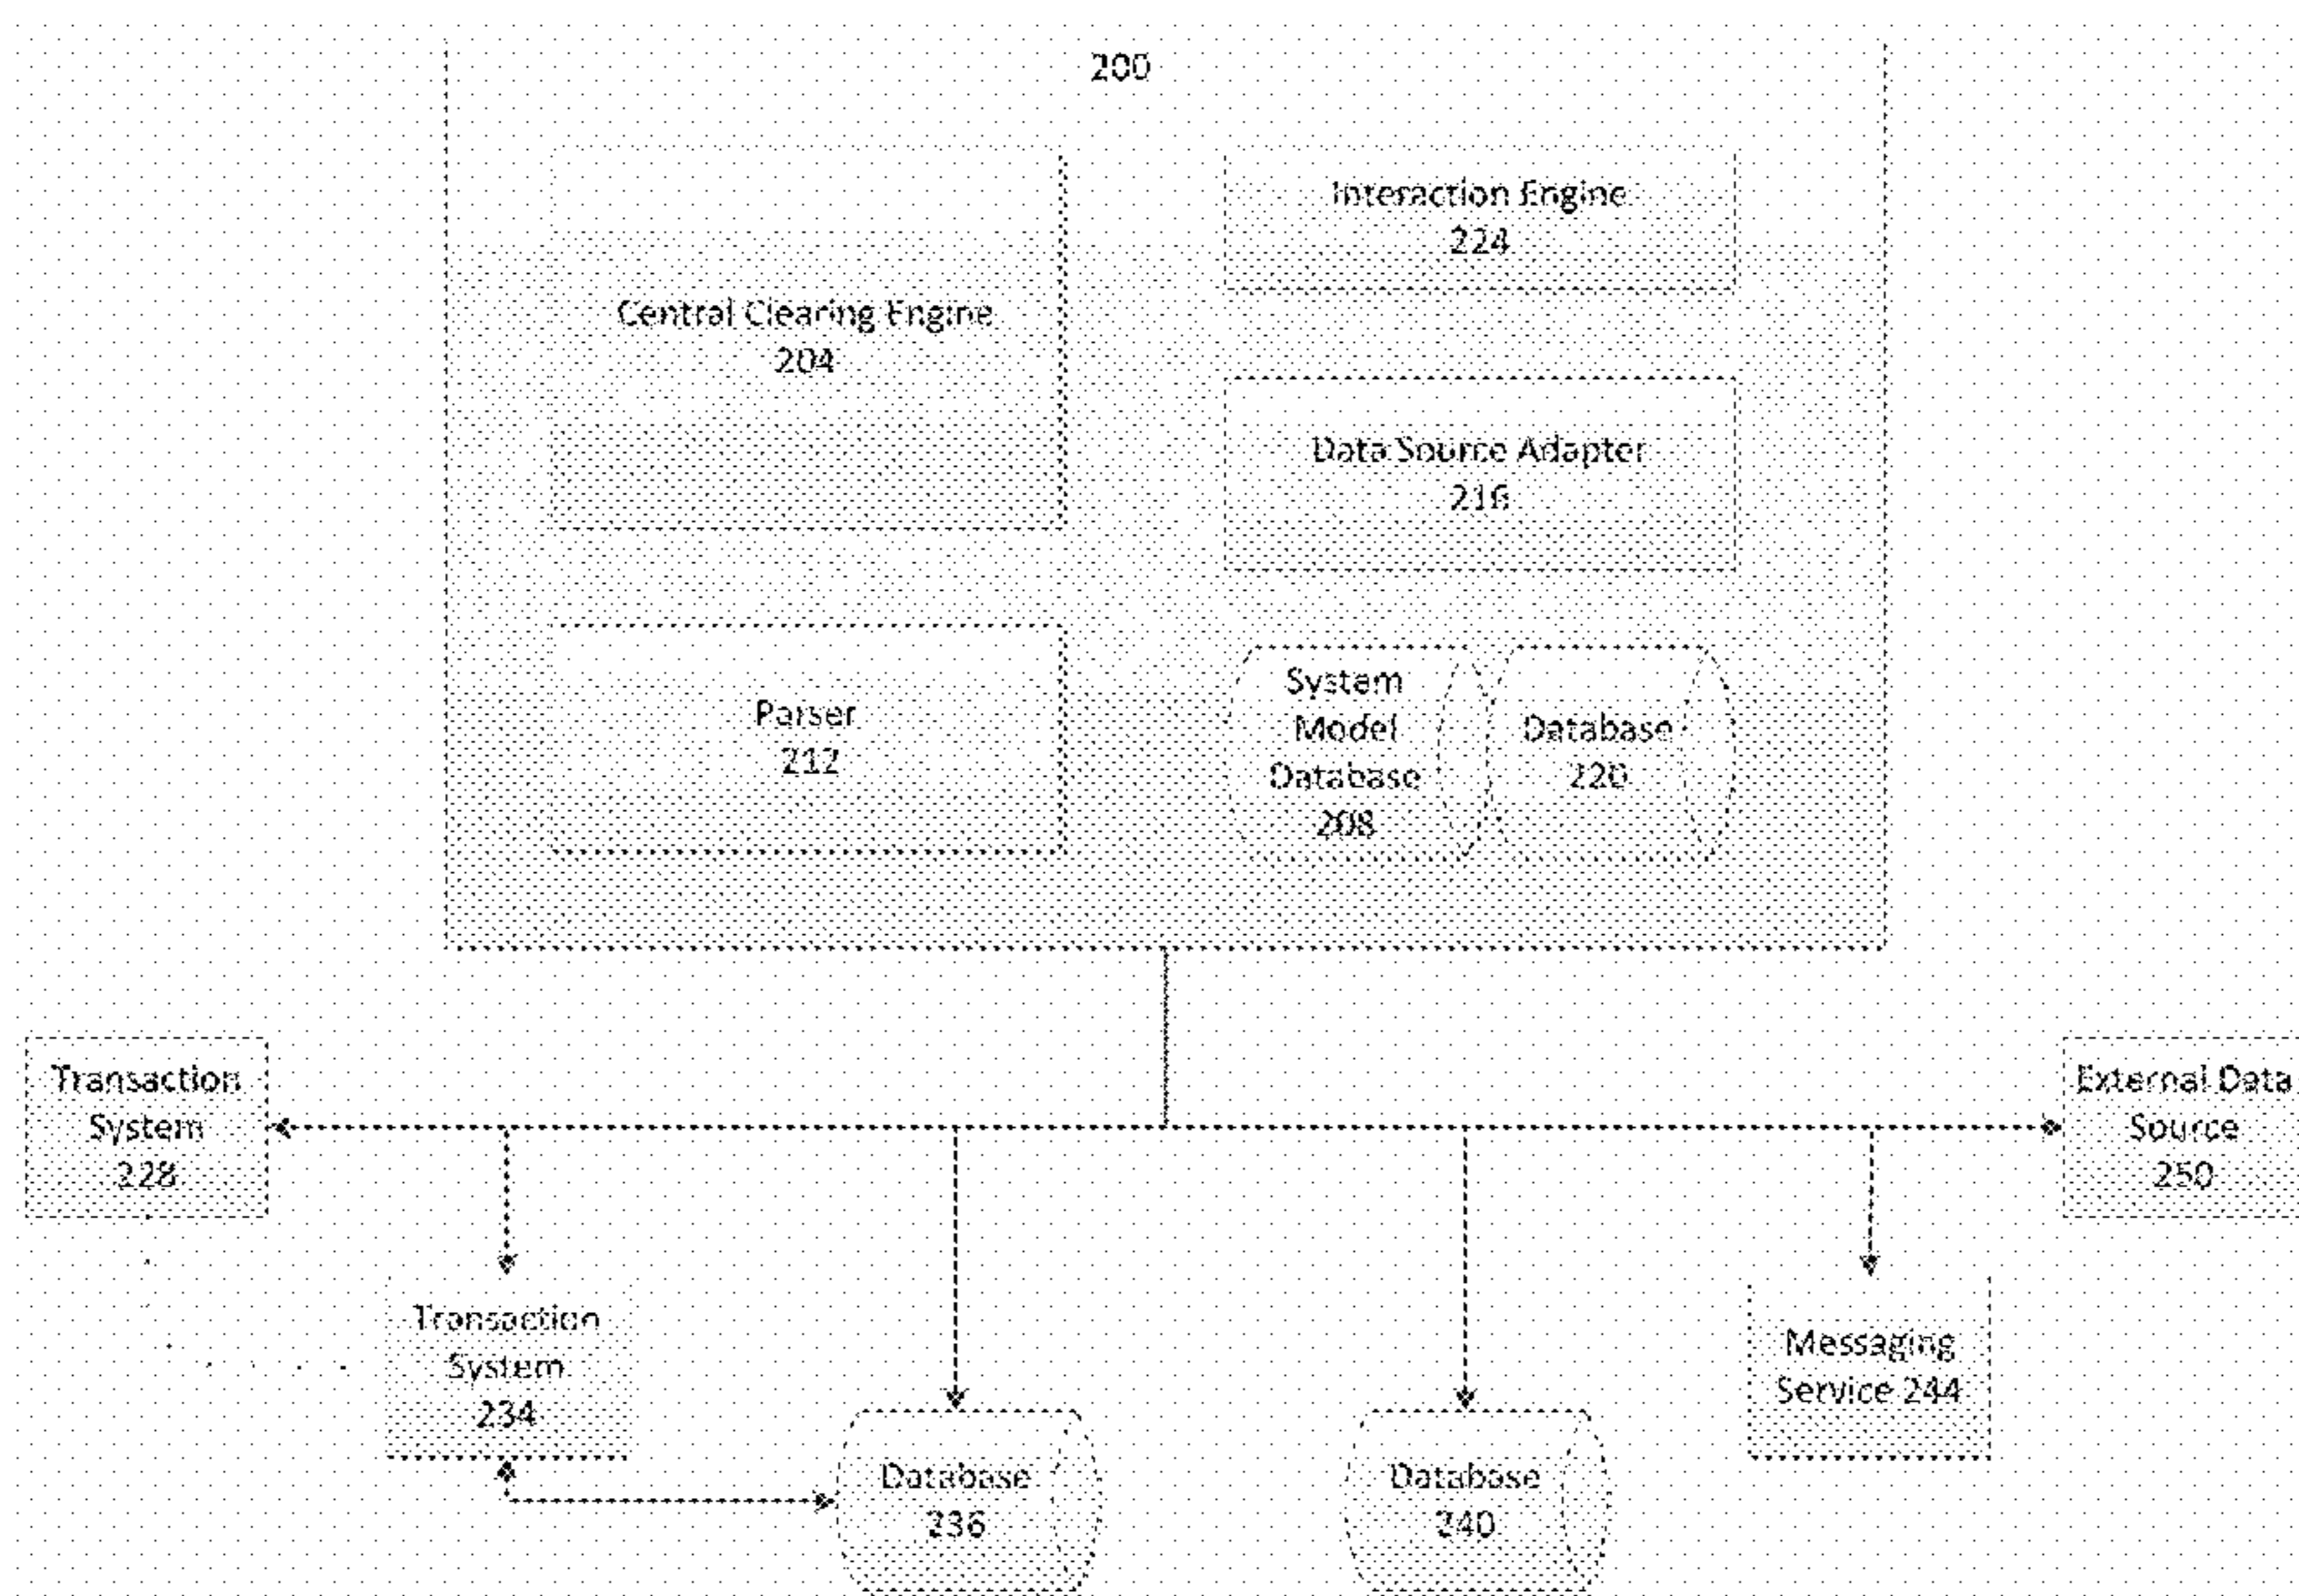 200
Interaction Engine
224
Central Clearing Engine
204
Data Source Adapter
216
Parser
212
System
Model
Database
208
Database
220
Transaction
System
228
External Data
Source
250
Transaction
System
234
Messaging
Service 244
Database
236
Database
240